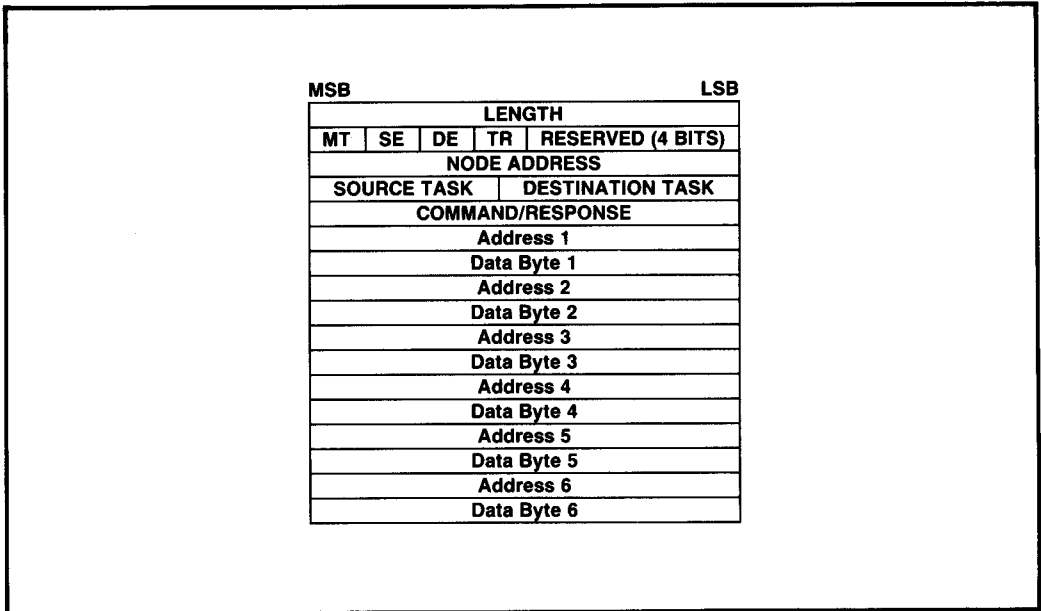 MSB LSB
LENGTH
MT SE DE TR RESERVED (4 BITS)
NODE ADDRESS
SOURCE TASK DESTINATION TASK
COMMAND/RESPONSE
Address 1
Data Byte 1
Address 2
Data Byte 2
Address 3
Data Byte 3
Address 4
Data Byte 4
Address 5
Data Byte 5
Address 6
Data Byte 6